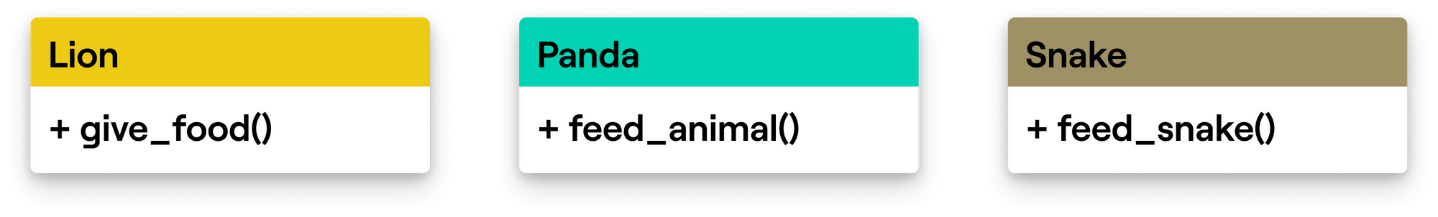 Lion
+ give_food()
Panda
+ feed_animal()
Snake
+ feed_snake()